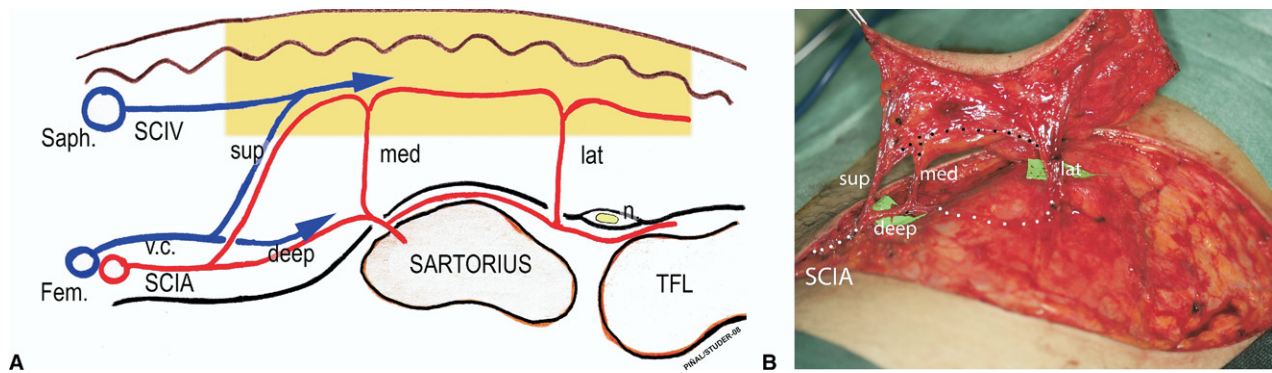 Saph.
SCIV
sup
med
lat
n.
v.c.
deep
SCIA
Fem.
SARTORIUS
TFL
PIÑAL/STUDER-08
A
sup
med
lat
deep
SCIA
B